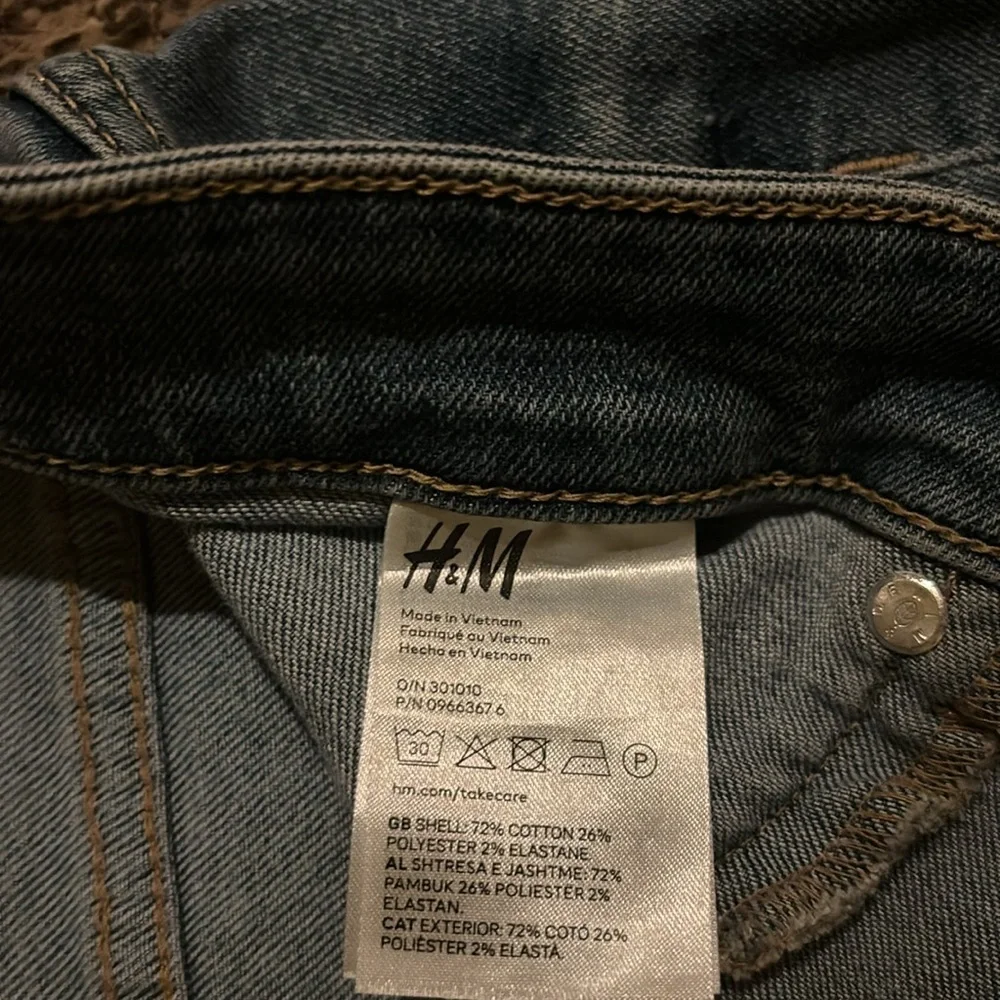 H&M
Made in Vietnam
Fabriqué au Vietnam
Hecho en Vietnam
O/N 301010
P/N 0966367 6
30 P
hm.com/takecare
GB SHELL: 72% COTTON 26%
POLYESTER 2% ELASTANE.
AL SHTRESA E JASHTME: 72%
PAMBUK 26% POLIESTER 2%
ELASTAN.
CAT EXTERIOR: 72% COTÓ 26%
POLIÈSTER 2% ELASTÀ.